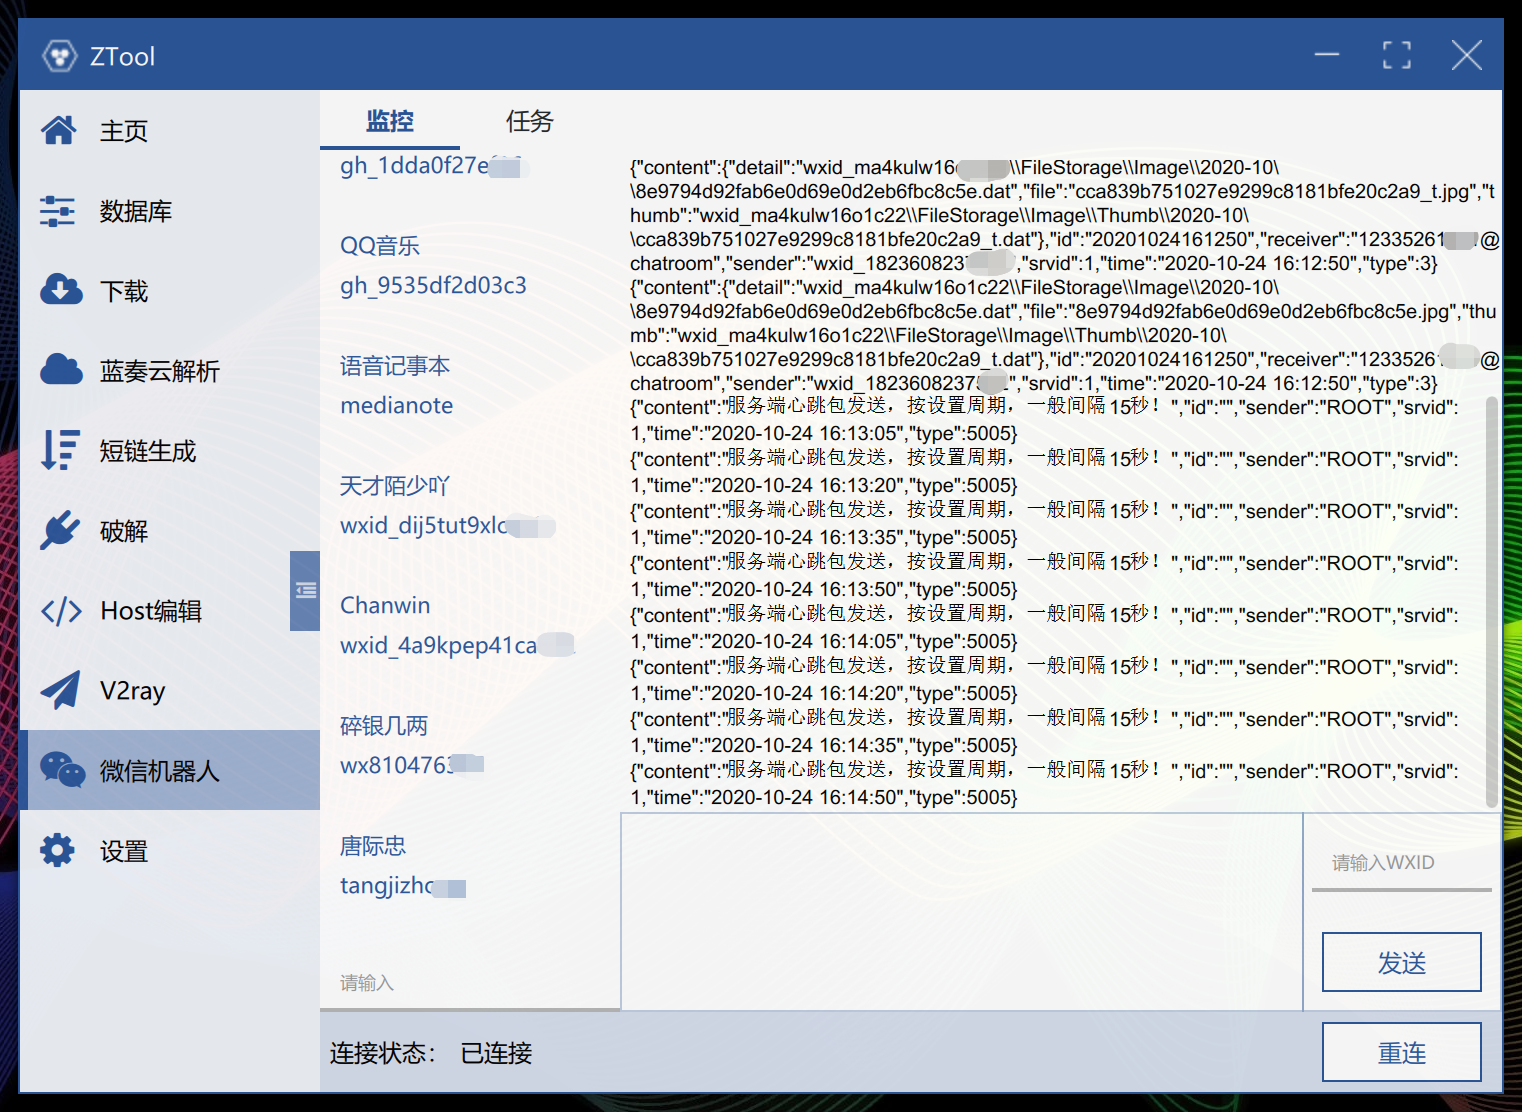 ZTool
主页
数据库
下载
蓝奏云解析
短链生成
破解
Host编辑
V2ray
微信机器人
设置
监控
任务
gh_1dda0f27e
QQ音乐
gh_9535df2d03c3
语音记事本
medianote
天才陌少吖
wxid_dij5tut9xlc
Chanwin
wxid_4a9kpep41ca
碎银几两
wx8104763
唐际忠
tangjizhc
请输入
{"content":{"detail":"wxid_ma4kulw16 \\FileStorage\\Image\\2020-10\
\8e9794d92fab6e0d69e0d2eb6fbc8c5e.dat","file":"cca839b751027e9299c8181bfe20c2a9_t.jpg","t
humb":"wxid_ma4kulw16o1c22\\FileStorage\\Image\\Thumb\\2020-10\
\cca839b751027e9299c8181bfe20c2a9_t.dat"},"id":"20201024161250","receiver":"12335261 @
chatroom","sender":"wxid_182360823 ","srvid":1,"time":"2020-10-24 16:12:50","type":3}
{"content":{"detail":"wxid_ma4kulw16o1c22\\FileStorage\\Image\\2020-10\
\8e9794d92fab6e0d69e0d2eb6fbc8c5e.dat","file":"8e9794d92fab6e0d69e0d2eb6fbc8c5e.jpg","thu
mb":"wxid_ma4kulw16o1c22\\FileStorage\\Image\\Thumb\\2020-10\
\cca839b751027e9299c8181bfe20c2a9_t.dat"},"id":"20201024161250","receiver":"12335261 @
chatroom","sender":"wxid_1823608237 ","srvid":1,"time":"2020-10-24 16:12:50","type":3}
{"content":"服务端心跳包发送，按设置周期，一般间隔15秒！","id":"","sender":"ROOT","srvid":
1,"time":"2020-10-24 16:13:05","type":5005}
{"content":"服务端心跳包发送，按设置周期，一般间隔15秒！","id":"","sender":"ROOT","srvid":
1,"time":"2020-10-24 16:13:20","type":5005}
{"content":"服务端心跳包发送，按设置周期，一般间隔15秒！","id":"","sender":"ROOT","srvid":
1,"time":"2020-10-24 16:13:35","type":5005}
{"content":"服务端心跳包发送，按设置周期，一般间隔15秒！","id":"","sender":"ROOT","srvid":
1,"time":"2020-10-24 16:13:50","type":5005}
{"content":"服务端心跳包发送，按设置周期，一般间隔15秒！","id":"","sender":"ROOT","srvid":
1,"time":"2020-10-24 16:14:05","type":5005}
{"content":"服务端心跳包发送，按设置周期，一般间隔15秒！","id":"","sender":"ROOT","srvid":
1,"time":"2020-10-24 16:14:20","type":5005}
{"content":"服务端心跳包发送，按设置周期，一般间隔15秒！","id":"","sender":"ROOT","srvid":
1,"time":"2020-10-24 16:14:35","type":5005}
{"content":"服务端心跳包发送，按设置周期，一般间隔15秒！","id":"","sender":"ROOT","srvid":
1,"time":"2020-10-24 16:14:50","type":5005}
请输入WXID
发送
连接状态： 已连接
重连